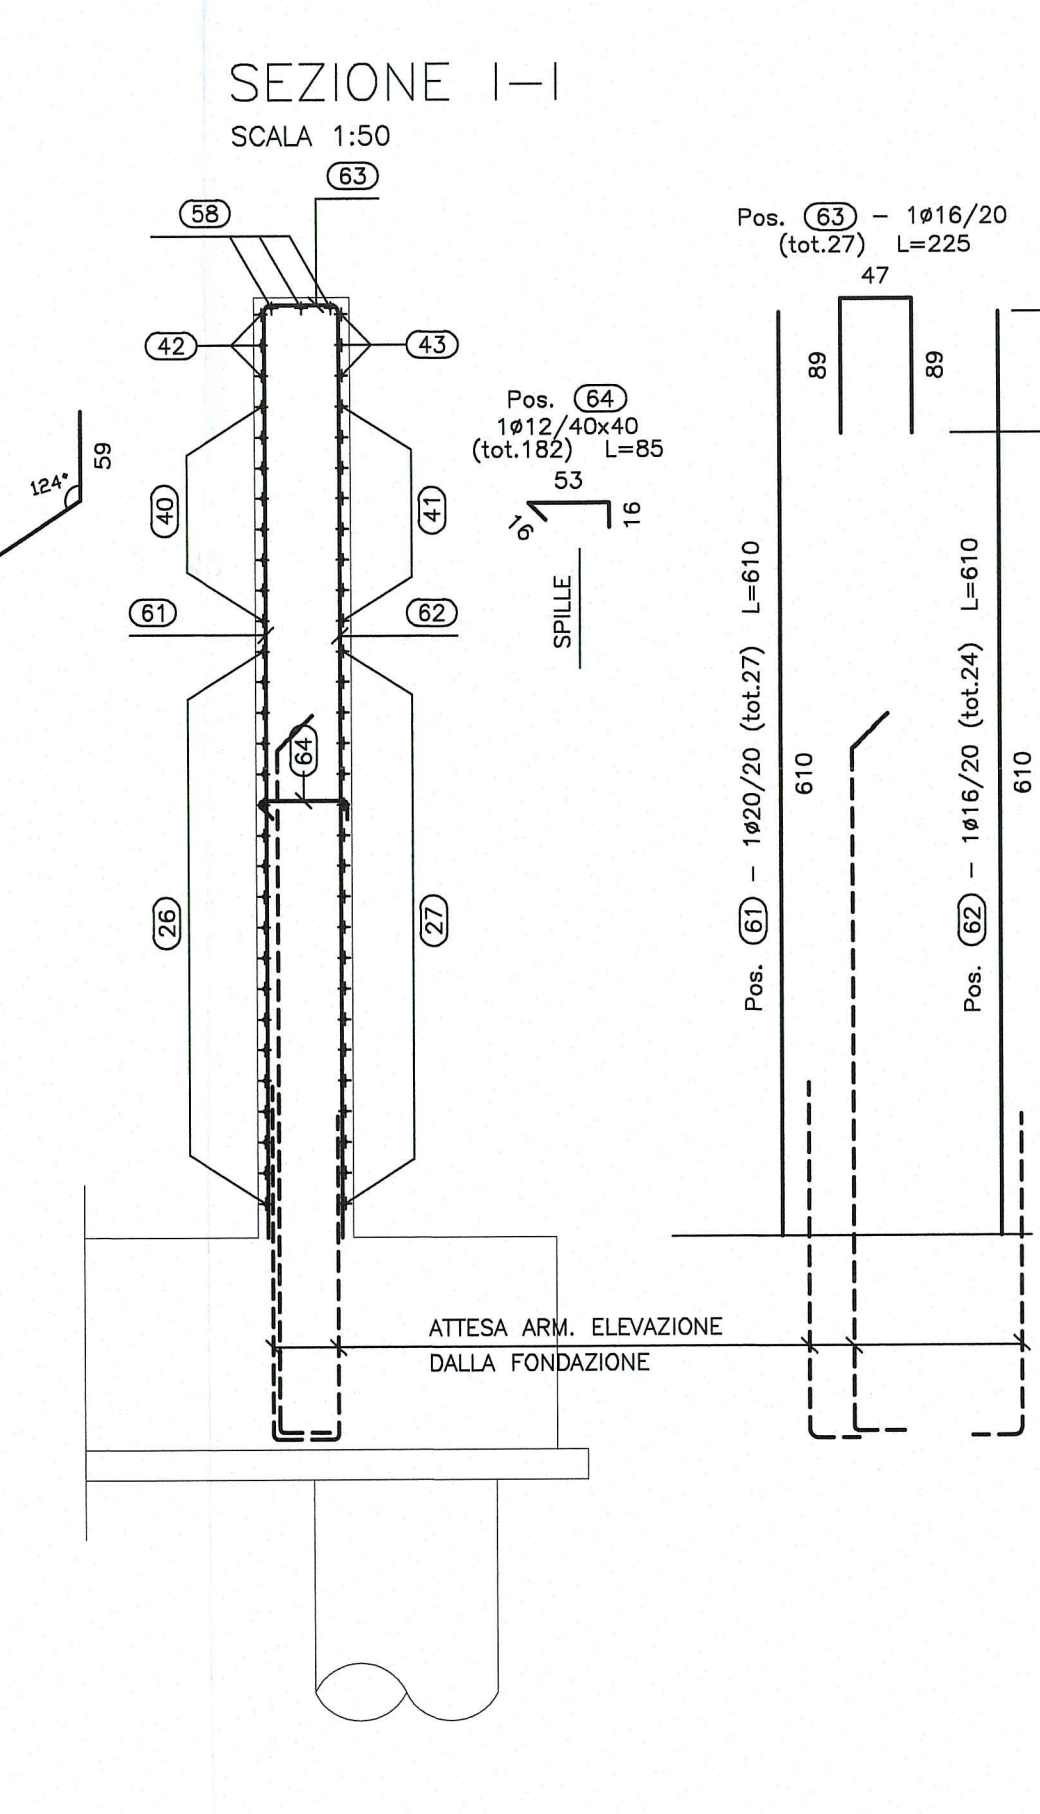 SEZIONE I-I
SCALA 1:50
63
58
42
43
40
41
61
62
64
26
27
59
124°
Pos. 64
1ø12/40x40
(tot.182) L=85
53
16
16
SPILLE
Pos. 63 - 1ø16/20
(tot.27) L=225
47
89
89
Pos. 61 - 1ø20/20 (tot.27) L=610
610
Pos. 62 - 1ø16/20 (tot.24) L=610
610
ATTESA ARM. ELEVAZIONE
DALLA FONDAZIONE